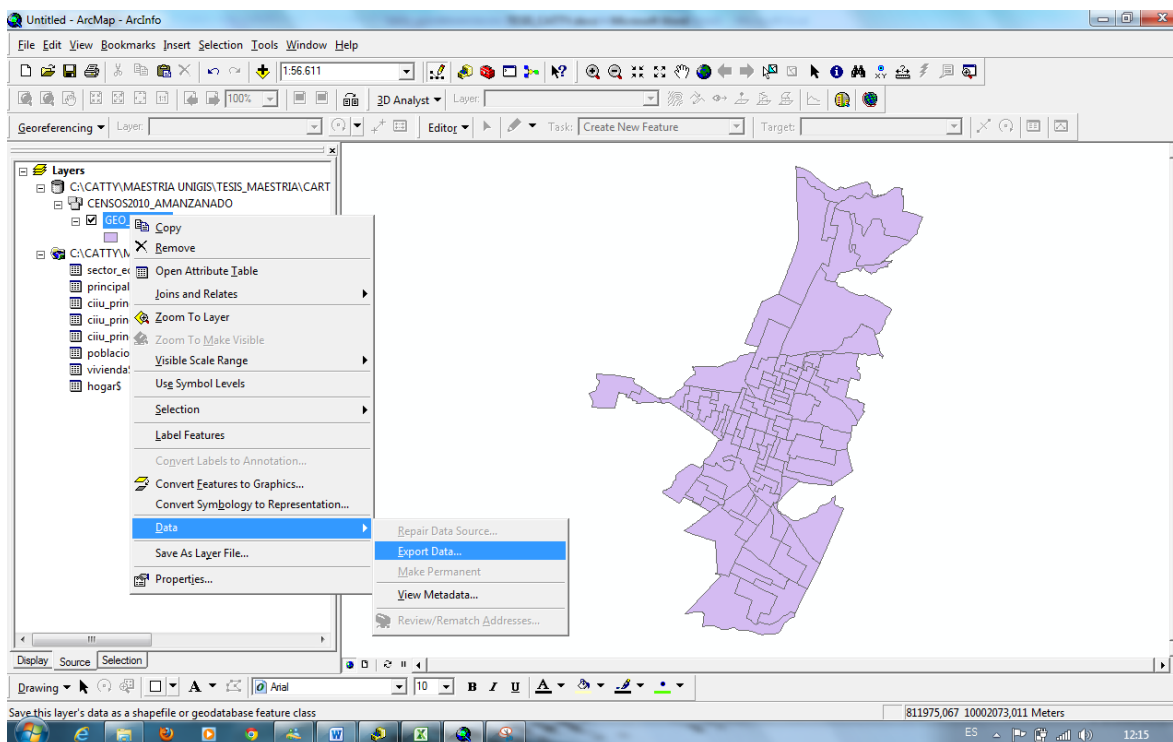 Untitled - ArcMap - ArcInfo
File Edit View Bookmarks Insert Selection Tools Window Help
1:56.611
100% 3D Analyst Layer:
Georeferencing Layer: Editor Task: Create New Feature Target:
Layers
C:\CATTY\MAESTRIA UNIGIS\TESIS_MAESTRIA\CART
CENSOS2010_AMANZANADO
GEO_
C:\CATTY\M
sector_ec
principal
ciiu_prin
ciiu_prin
ciiu_prin
poblacio
vivienda$
hogar$
Copy
Remove
Open Attribute Table
Joins and Relates
Zoom To Layer
Zoom To Make Visible
Visible Scale Range
Use Symbol Levels
Selection
Label Features
Convert Labels to Annotation...
Convert Features to Graphics...
Convert Symbology to Representation...
Data
Save As Layer File...
Properties...
Repair Data Source...
Export Data...
Make Permanent
View Metadata...
Review/Rematch Addresses...
Display Source Selection
Drawing A Arial 10 B I U A
Save this layer's data as a shapefile or geodatabase feature class 811975,067 10002073,011 Meters
ES 12:15